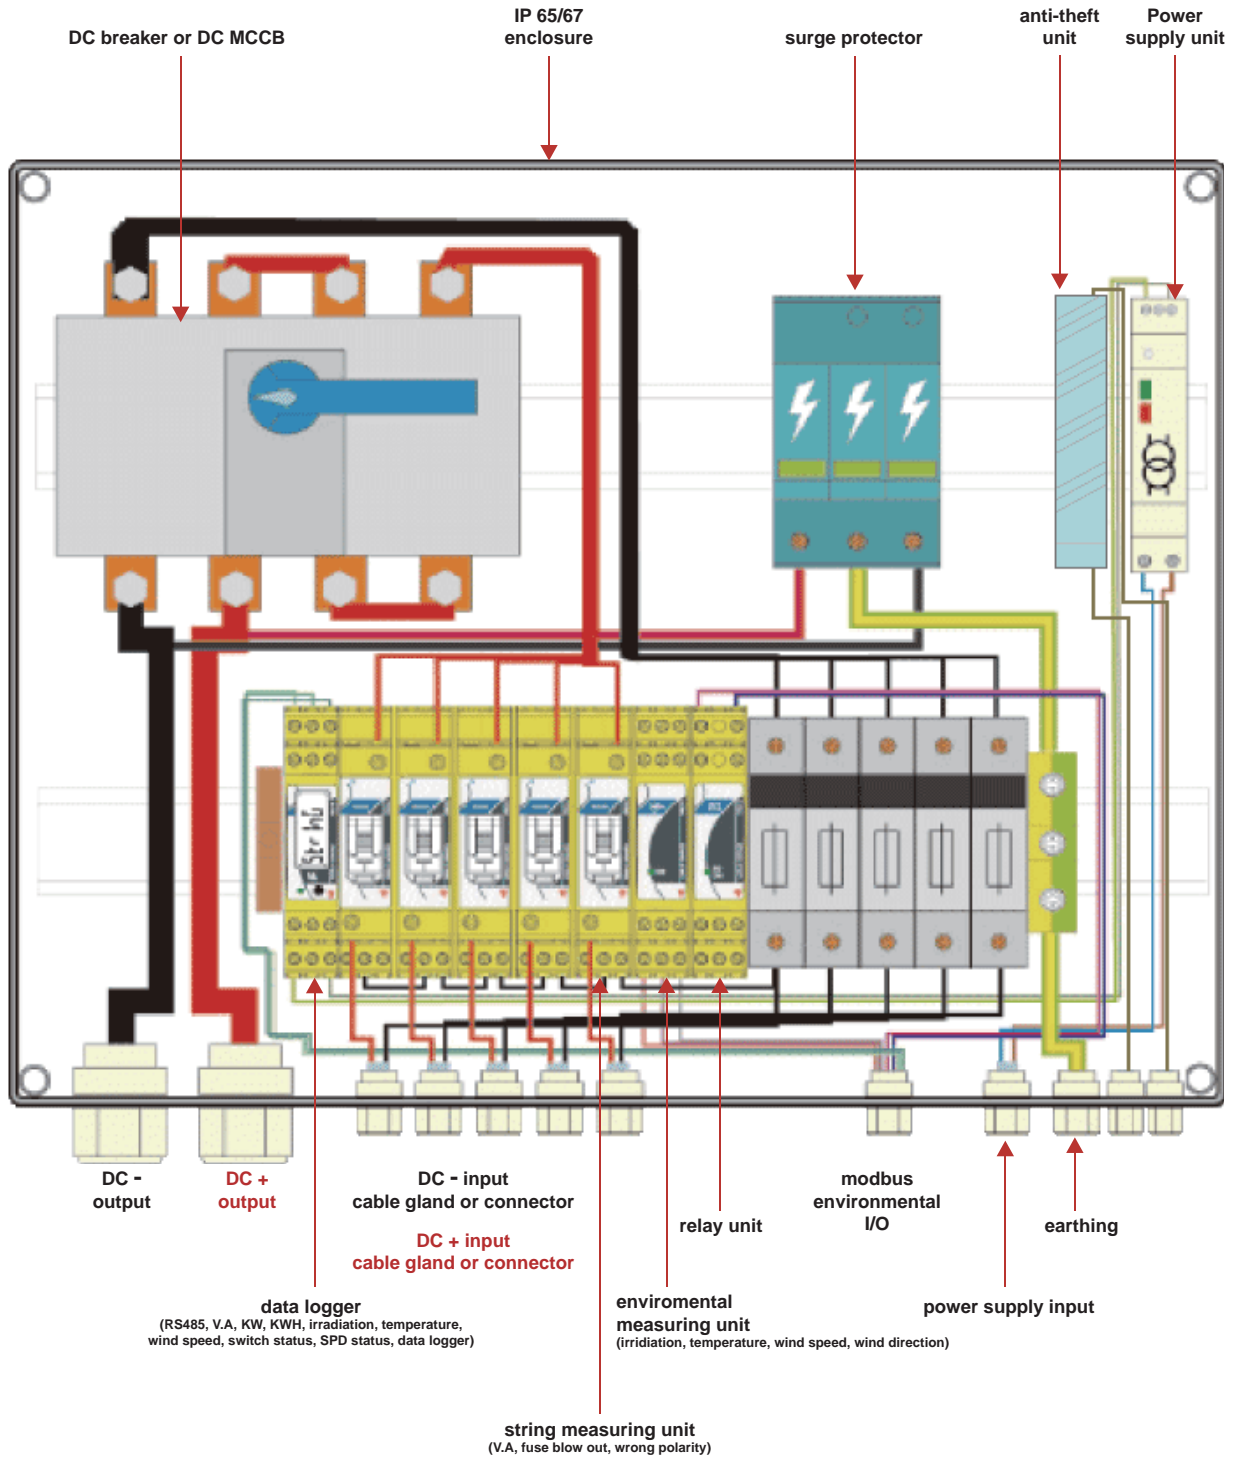 DC breaker or DC MCCB
IP 65/67
enclosure
surge protector
anti-theft
unit
Power
supply unit
DC -
output
DC +
output
DC - input
cable gland or connector
DC + input
cable gland or connector
relay unit
modbus
environmental
I/O
earthing
data logger
(RS485, V.A, KW, KWH, irradiation, temperature,
wind speed, switch status, SPD status, data logger)
enviromental
measuring unit
(irridiation, temperature, wind speed, wind direction)
power supply input
string measuring unit
(V.A, fuse blow out, wrong polarity)